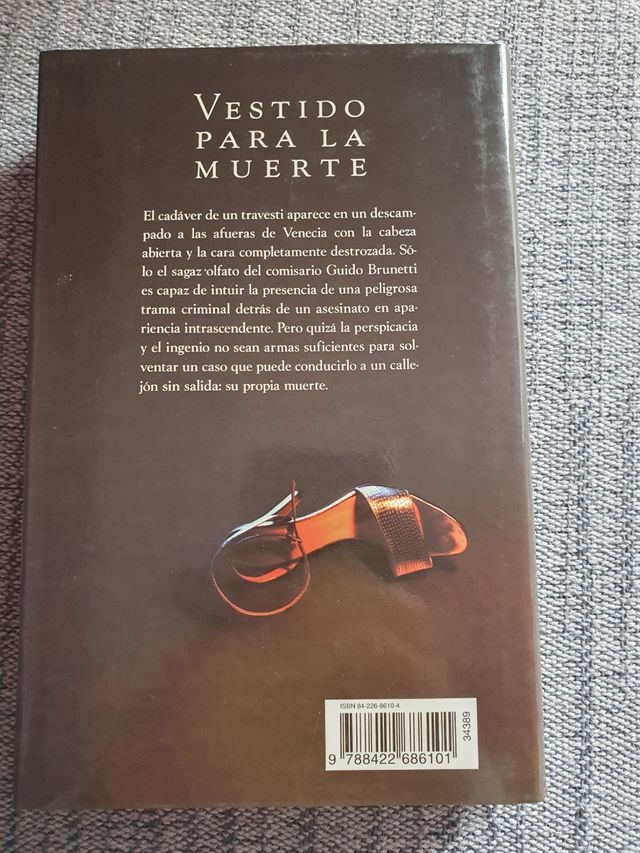 VESTIDO
PARA LA
MUERTE
El cadáver de un travesti aparece en un descam-
pado a las afueras de Venecia con la cabeza
abierta y la cara completamente destrozada. Só-
lo el sagaz olfato del comisario Guido Brunetti
es capaz de intuir la presencia de una peligrosa
trama criminal detrás de un asesinato en apa-
riencia intrascendente. Pero quizá la perspicacia
y el ingenio no sean armas suficientes para sol-
ventar un caso que puede conducirlo a un calle-
jón sin salida: su propia muerte.
ISBN 84-226-8610-4
9 788422 686101
34389